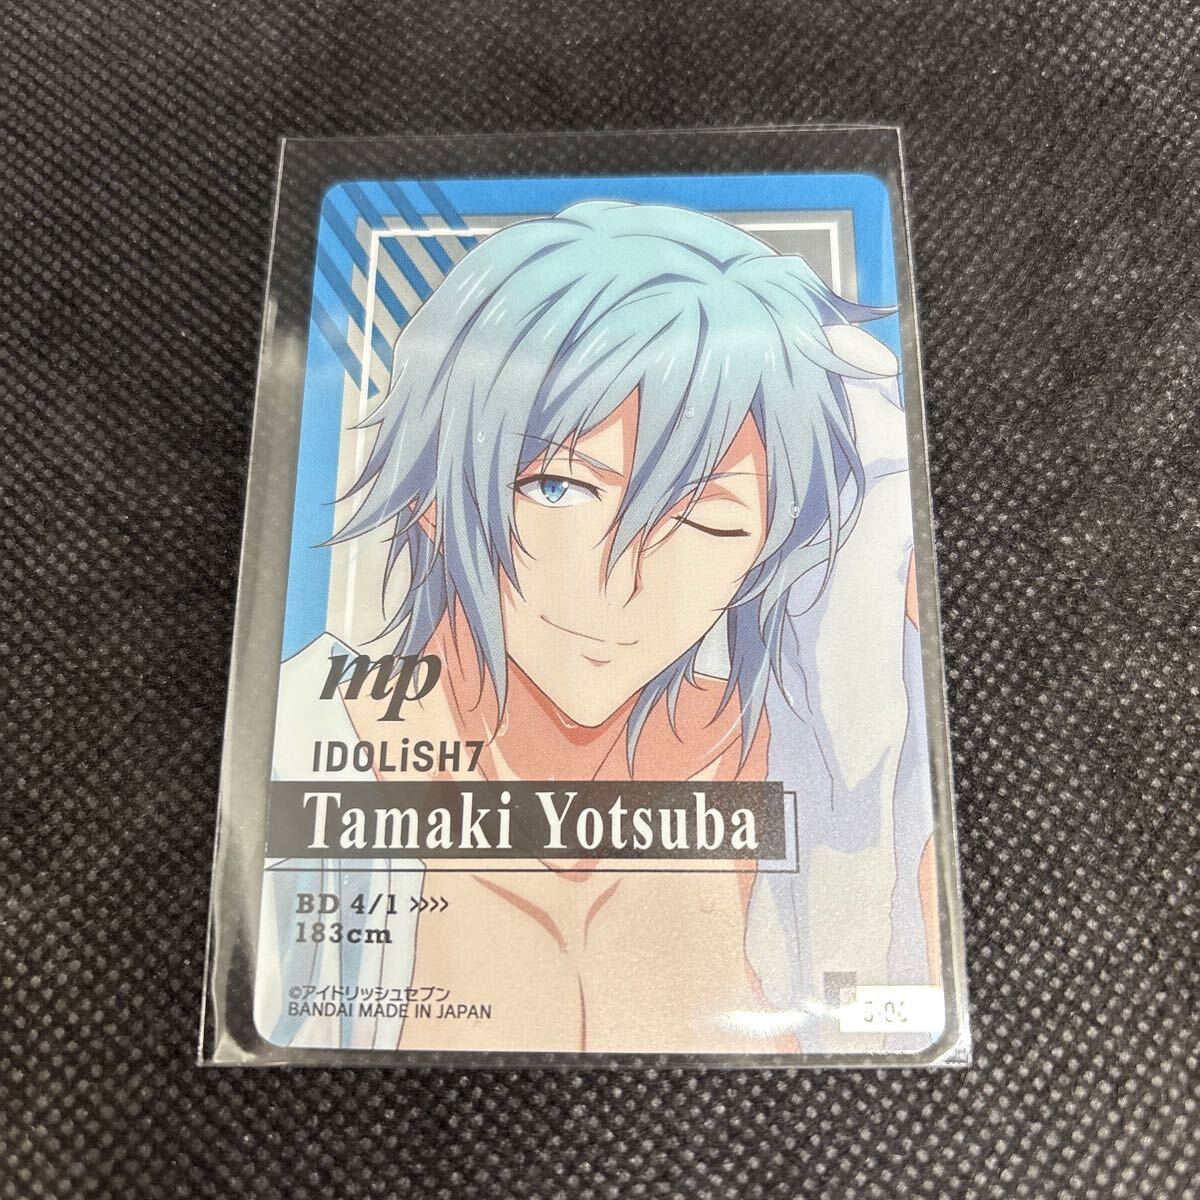 mp
IDOLiSH7
Tamaki Yotsuba
BD 4/1 >>>>
183cm
©アイドリッシュセブン
BANDAI MADE IN JAPAN